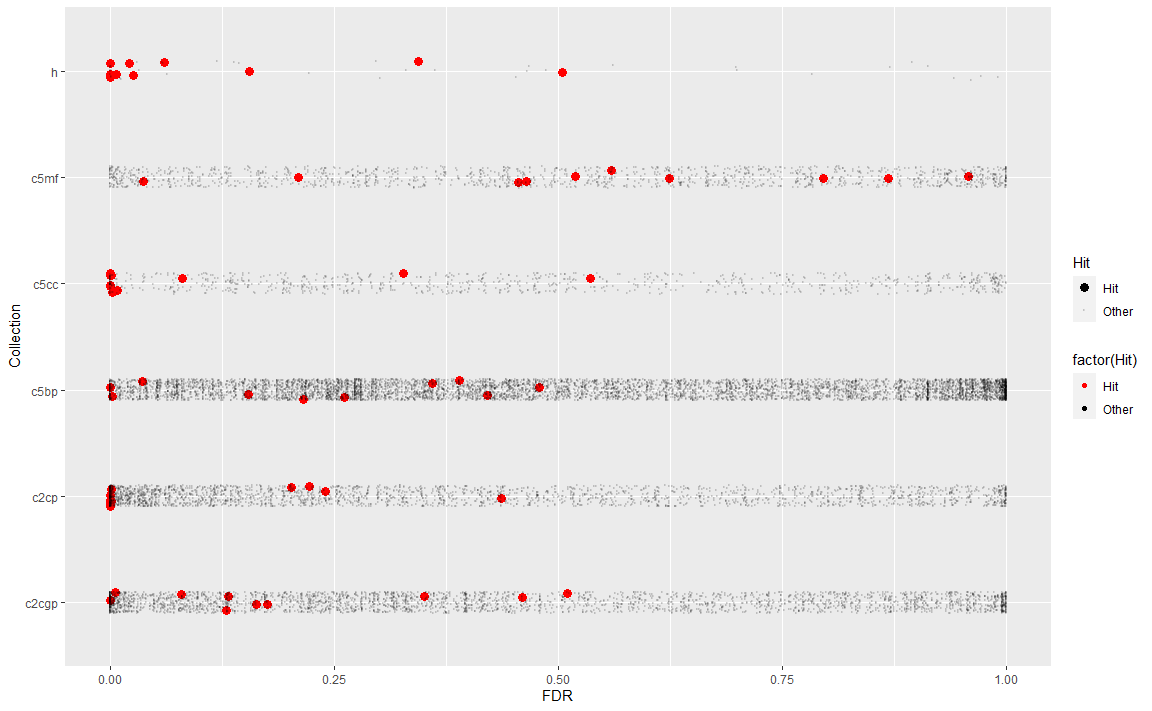 h
c5mf
c5cc
c5bp
c2cp
c2cgp
Collection
0.00 0.25 0.50 0.75 1.00
FDR
Hit
Hit
Other
factor(Hit)
Hit
Other